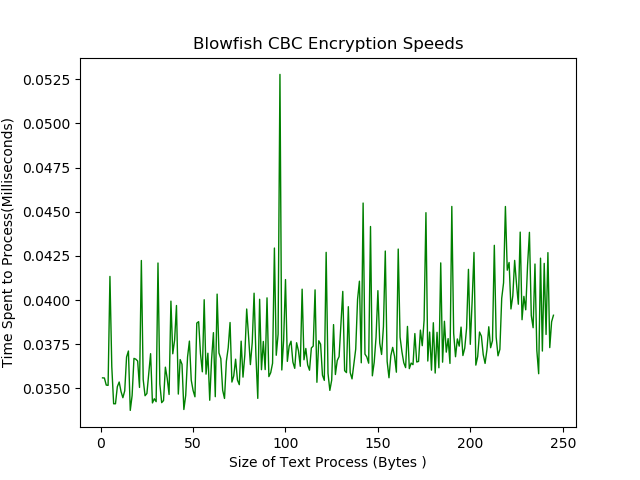 Blowfish CBC Encryption Speeds
Time Spent to Process(Milliseconds)
0.0525
0.0500
0.0475
0.0450
0.0425
0.0400
0.0375
0.0350
0 50 100 150 200 250
Size of Text Process (Bytes )